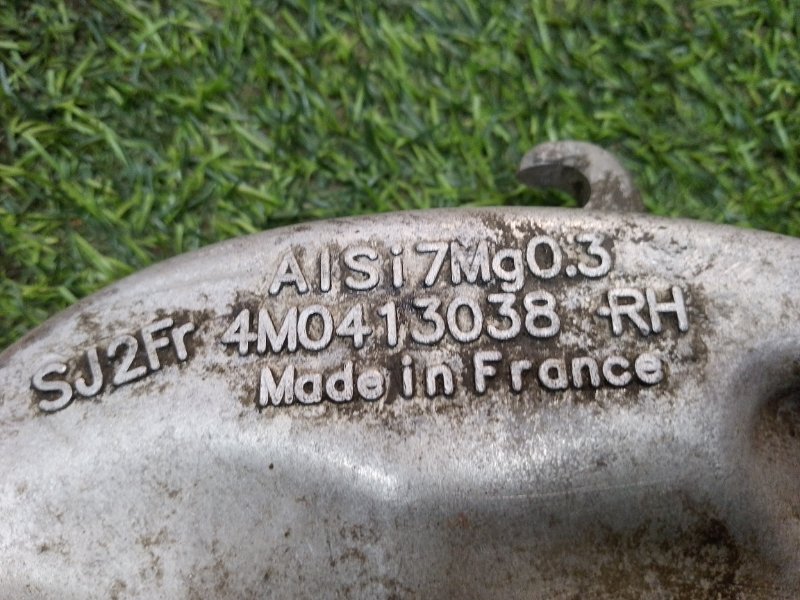 AlSi7Mg0.3
SJ2Fr 4M0413038 RH
Made in France